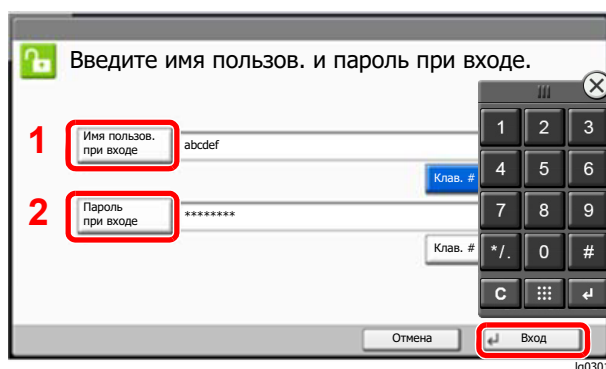 Введите имя пользов. и пароль при входе.
1
Имя пользов.
при входе
abcdef
Клав. #
2
Пароль
при входе
********
Клав. #
1 2 3
4 5 6
7 8 9
*/. 0 #
C
Отмена
Вход